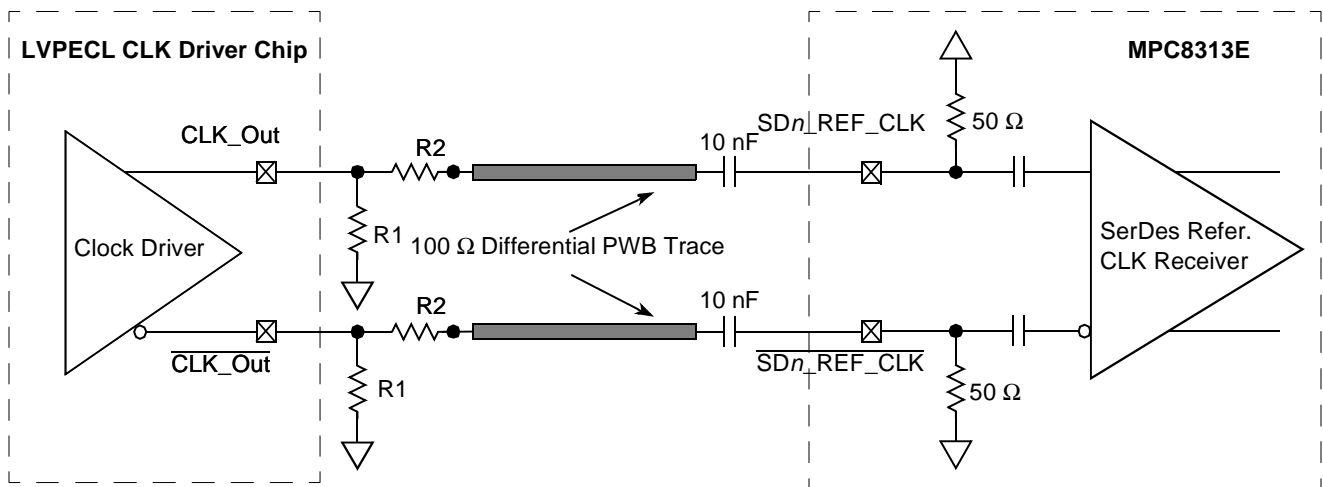 LVPECL CLK Driver Chip
MPC8313E
CLK_Out
R2
10 nF
SDn_REF_CLK
50 Ω
Clock Driver
R1
100 Ω Differential PWB Trace
SerDes Refer.
CLK Receiver
R2
10 nF
CLK_Out
SDn_REF_CLK
R1
50 Ω